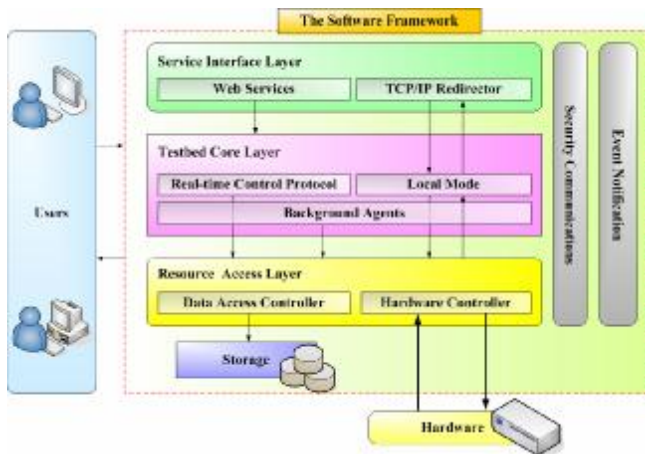 The Software Framework
Service Interface Layer
Web Services
TCP/IP Redirector
Testbed Core Layer
Real-time Control Protocol
Local Mode
Background Agents
Users
Resource Access Layer
Data Access Controller
Hardware Controller
Storage
Hardware
Security Communications
Event Notification